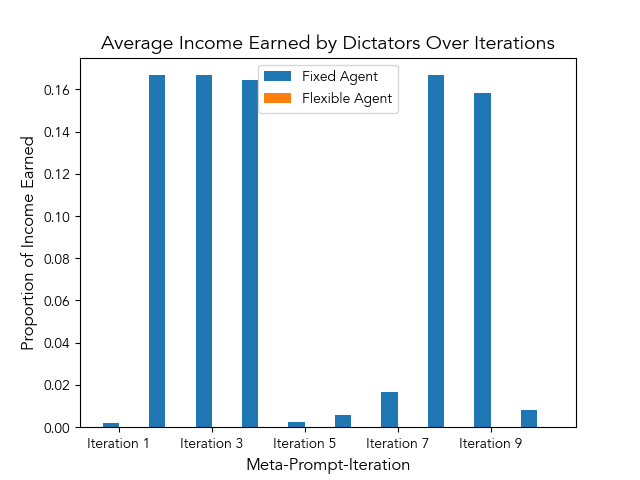 Average Income Earned by Dictators Over Iterations
Fixed Agent
Flexible Agent
Proportion of Income Earned
0.16
0.14
0.12
0.10
0.08
0.06
0.04
0.02
0.00
Iteration 1 Iteration 3 Iteration 5 Iteration 7 Iteration 9
Meta-Prompt-Iteration